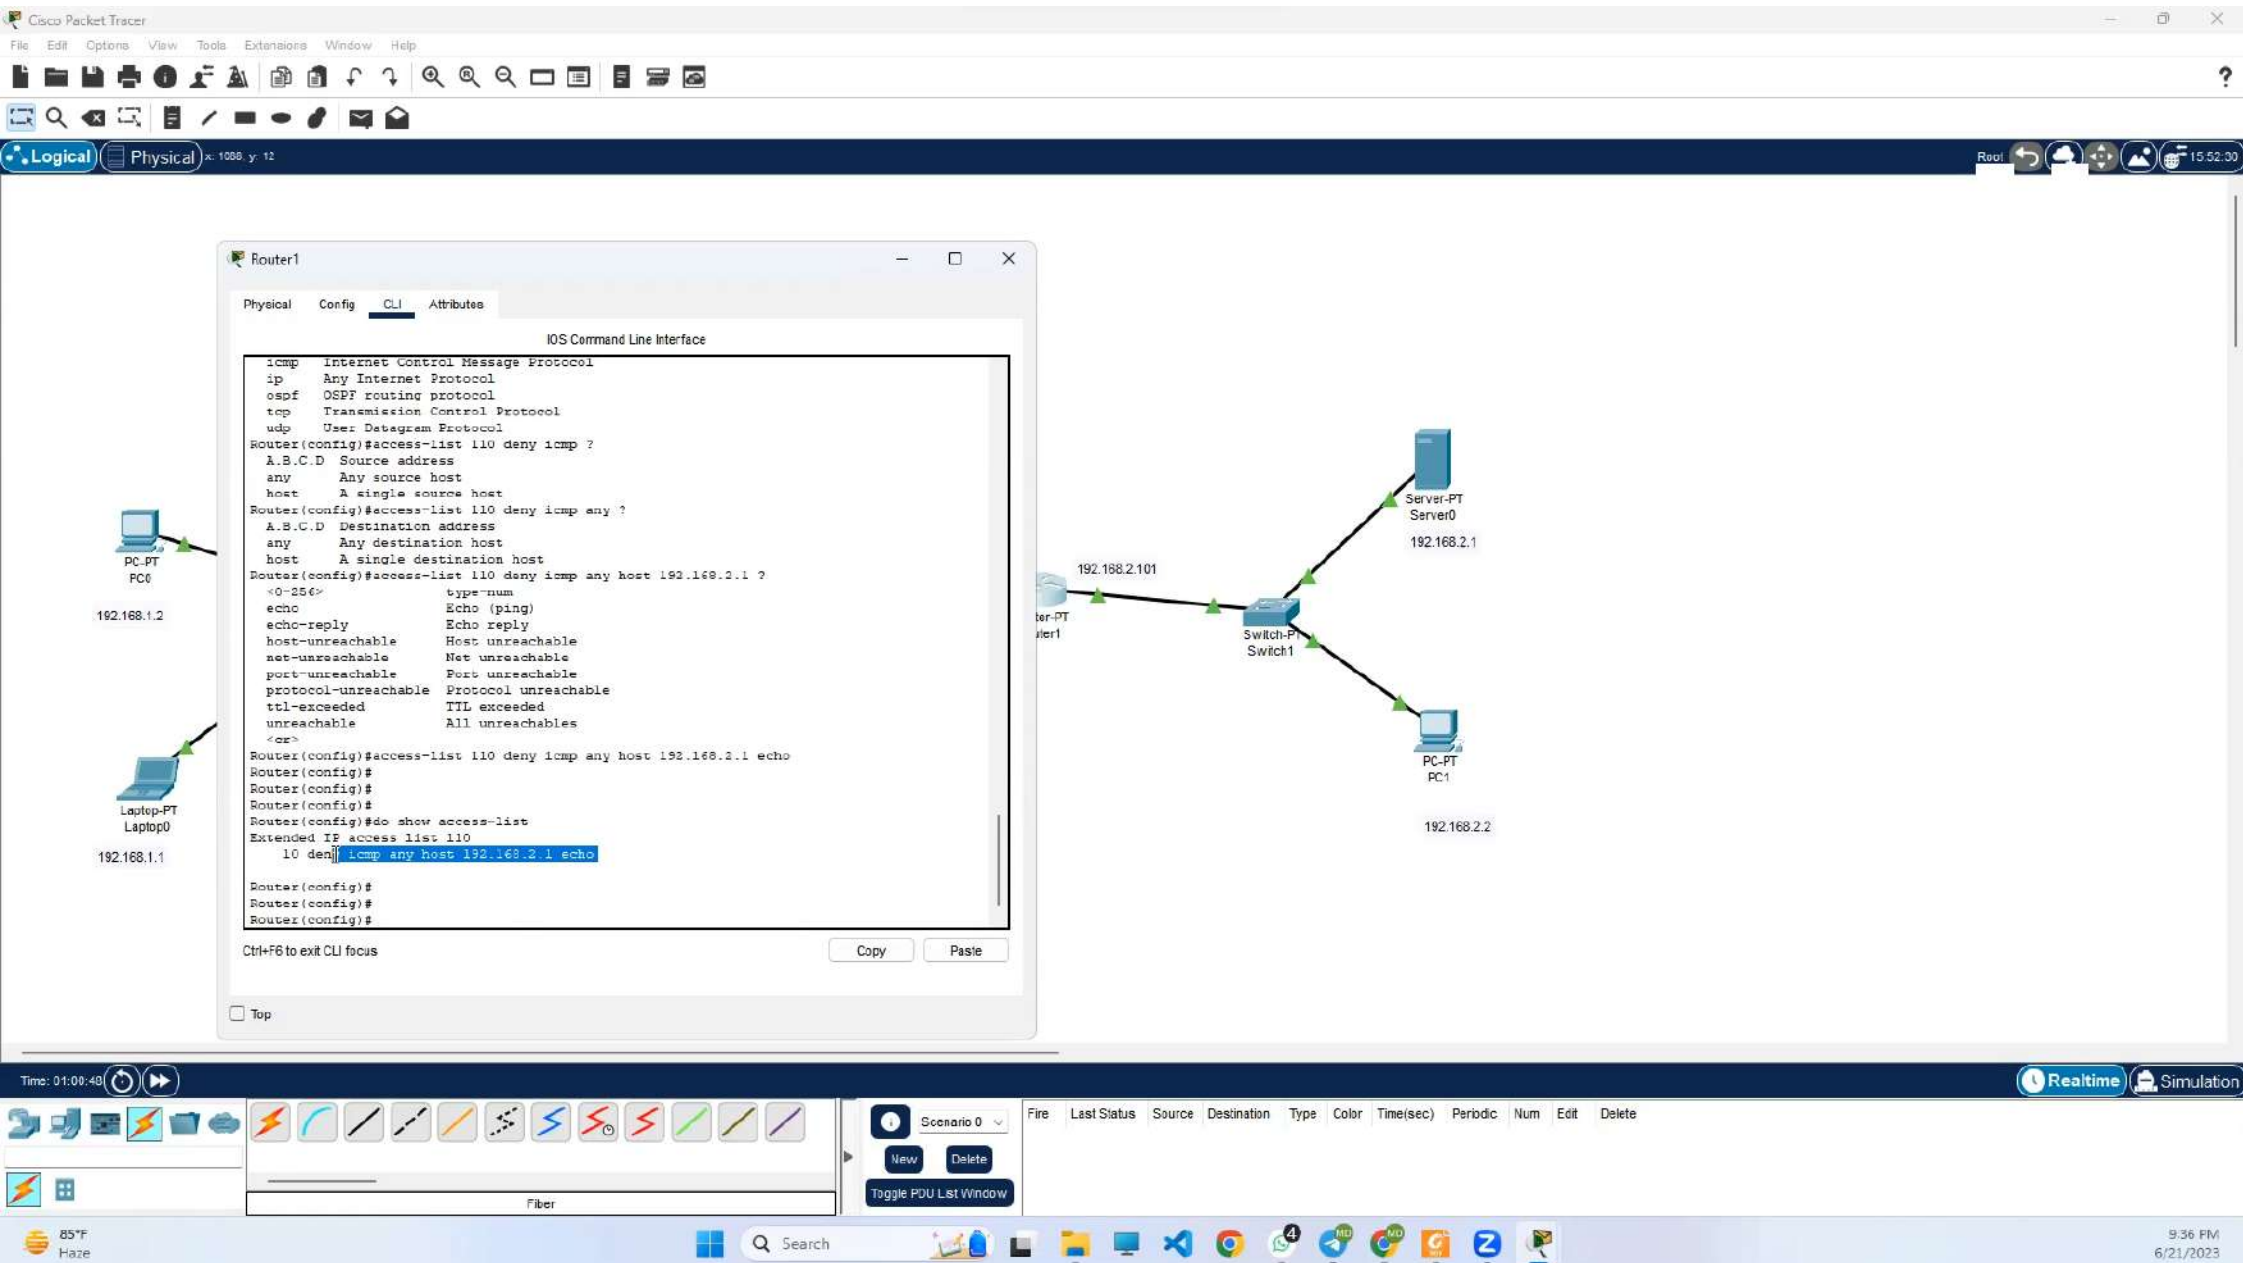 Cisco Packet Tracer
File Edit Options View Tools Extensions Window Help
?
Logical Physical x: 1088, y: 12 Root 15:52:30
Router1
Physical Config CLI Attributes
IOS Command Line Interface
icmp Internet Control Message Protocol
ip Any Internet Protocol
ospf OSPF routing protocol
tcp Transmission Control Protocol
udp User Datagram Protocol
Router(config)#access-list 110 deny icmp ?
A.B.C.D Source address
any Any source host
host A single source host
Router(config)#access-list 110 deny icmp any ?
A.B.C.D Destination address
any Any destination host
host A single destination host
Router(config)#access-list 110 deny icmp any host 192.168.2.1 ?
<0-256> type-num
echo Echo (ping)
echo-reply Echo reply
host-unreachable Host unreachable
net-unreachable Net unreachable
port-unreachable Port unreachable
protocol-unreachable Protocol unreachable
ttl-exceeded TTL exceeded
unreachable All unreachables
<cr>
Router(config)#access-list 110 deny icmp any host 192.168.2.1 echo
Router(config)#
Router(config)#
Router(config)#
Router(config)#do show access-list
Extended IP access list 110
10 deny icmp any host 192.168.2.1 echo
Router(config)#
Router(config)#
Router(config)#
Ctrl+F6 to exit CLI focus
Copy Paste
Top
PC-PT
PC0
192.168.1.2
Laptop-PT
Laptop0
192.168.1.1
192.168.2.101
ter-PT
uter1
Switch-PT
Switch1
Server-PT
Server0
192.168.2.1
PC-PT
PC1
192.168.2.2
Time: 01:00:48 Realtime Simulation
Scenario 0
New Delete
Toggle PDU List Window
Fire Last Status Source Destination Type Color Time(sec) Periodic Num Edit Delete
Fiber
85°F
Haze
Search
4
MD
MD
9:36 PM
6/21/2023